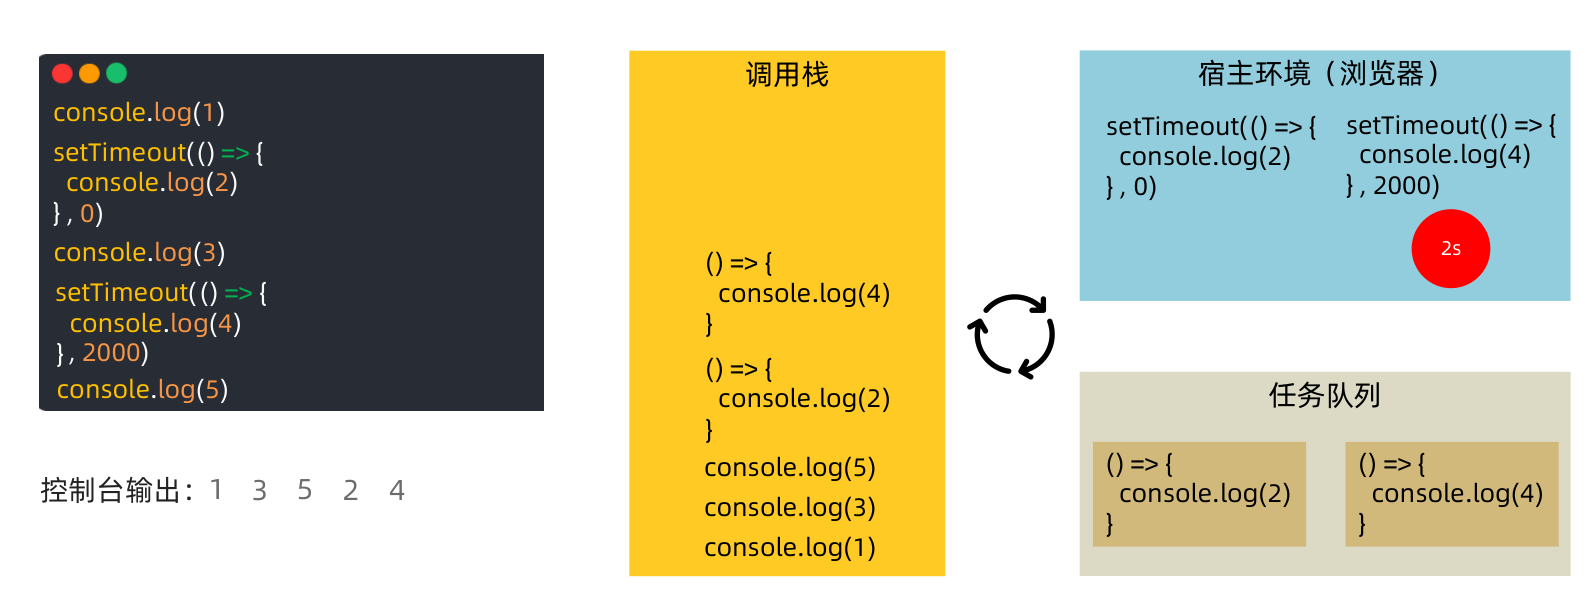 console.log(1)
setTimeout(() => {
console.log(2)
} , 0)
console.log(3)
setTimeout(() => {
console.log(4)
} , 2000)
console.log(5)
控制台输出：1 3 5 2 4
调用栈
() => {
console.log(4)
}
() => {
console.log(2)
}
console.log(5)
console.log(3)
console.log(1)
宿主环境（浏览器）
setTimeout(() => {
console.log(2)
} , 0)
setTimeout(() => {
console.log(4)
} , 2000)
2s
任务队列
() => {
console.log(2)
}
() => {
console.log(4)
}